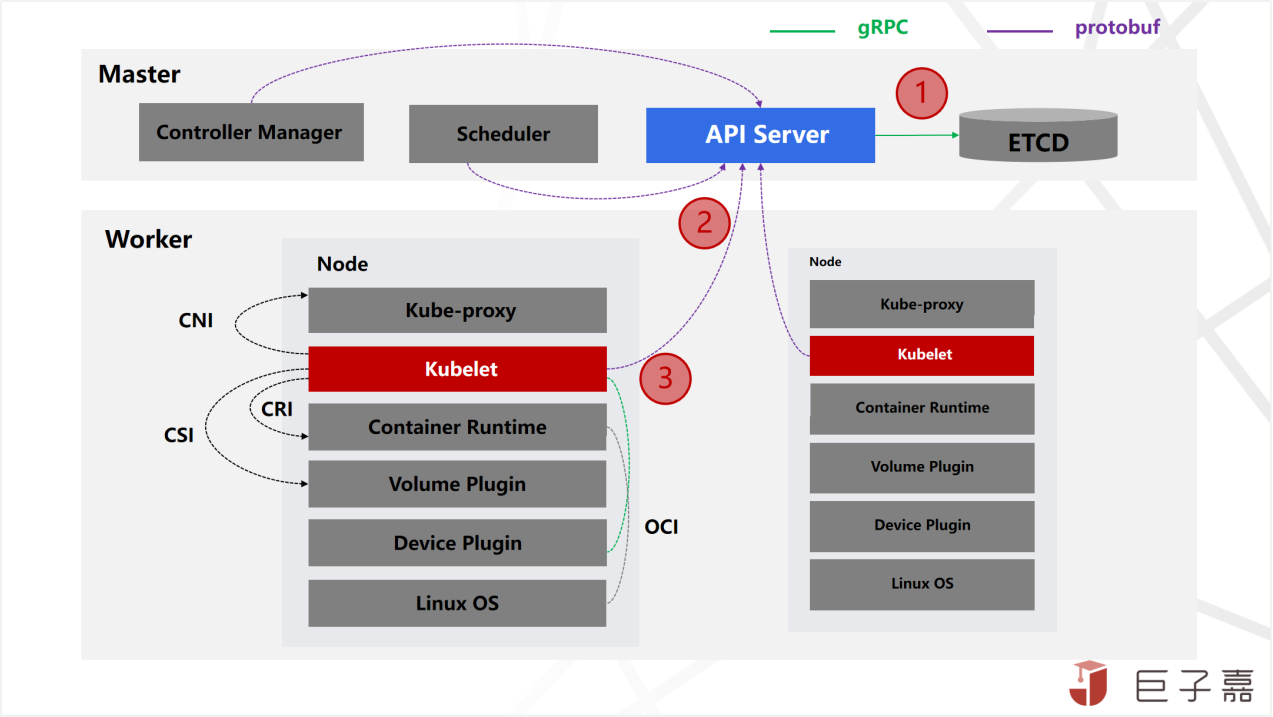 gRPC
protobuf
Master
1
Controller Manager
Scheduler
API Server
ETCD
2
Worker
Node
Kube-proxy
CNI
Kubelet
3
CRI
CSI
Container Runtime
Volume Plugin
OCI
Device Plugin
Linux OS
Node
Kube-proxy
Kubelet
Container Runtime
Volume Plugin
Device Plugin
Linux OS
巨子嘉